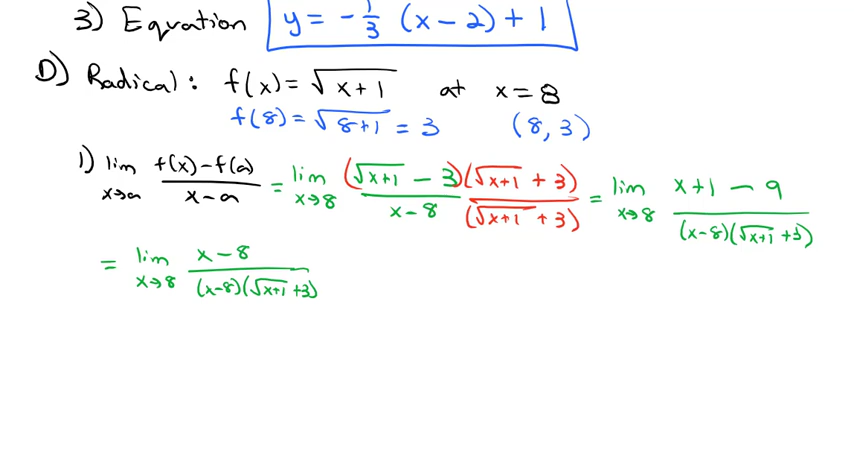 3) Equation y = -1/3 (x - 2) + 1
D) Radical: f(x) = √(x+1) at x = 8
f(8) = √(8+1) = 3 (8, 3)
1) lim x→a (f(x) - f(a))/(x - a) = lim x→8 (√(x+1) - 3)/(x - 8) (√(x+1) + 3)/(√(x+1) + 3) = lim x→8 (x+1 - 9)/((x-8)(√(x+1) + 3))
= lim x→8 (x - 8)/((x-8)(√(x+1) + 3))